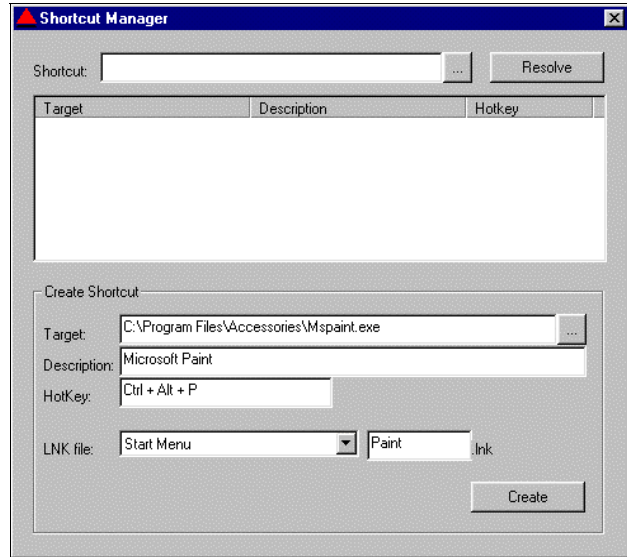 Shortcut Manager
Shortcut: ... Resolve
Target Description Hotkey
Create Shortcut
Target: C:\Program Files\Accessories\Mspaint.exe ...
Description: Microsoft Paint
HotKey: Ctrl + Alt + P
LNK file: Start Menu Paint .lnk
Create